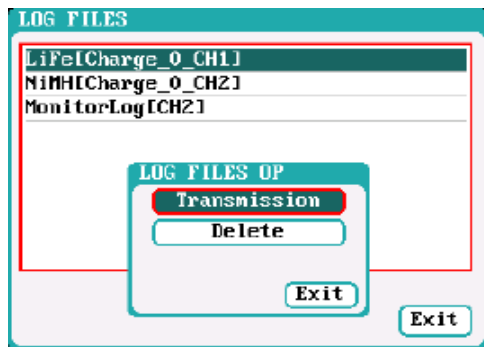 LOG FILES
LiFe[Charge_0_CH1]
NiMH[Charge_0_CH2]
MonitorLog[CH2]
LOG FILES OP
Transmission
Delete
Exit
Exit